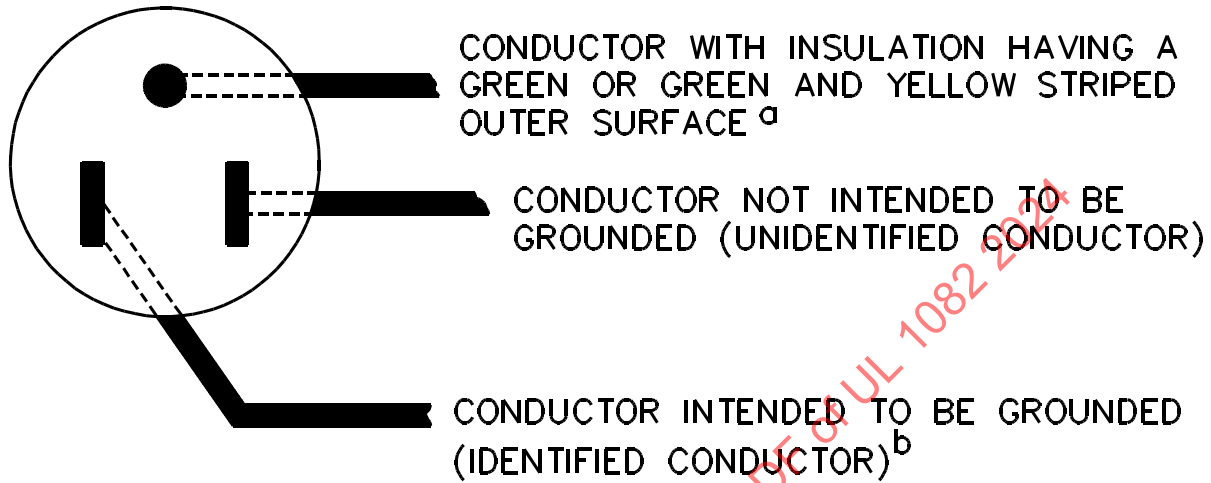 CONDUCTOR WITH INSULATION HAVING A
GREEN OR GREEN AND YELLOW STRIPED
OUTER SURFACE a
CONDUCTOR NOT INTENDED TO BE
GROUNDED (UNIDENTIFIED CONDUCTOR)
CONDUCTOR INTENDED TO BE GROUNDED
(IDENTIFIED CONDUCTOR)b
of UL 1082 2024